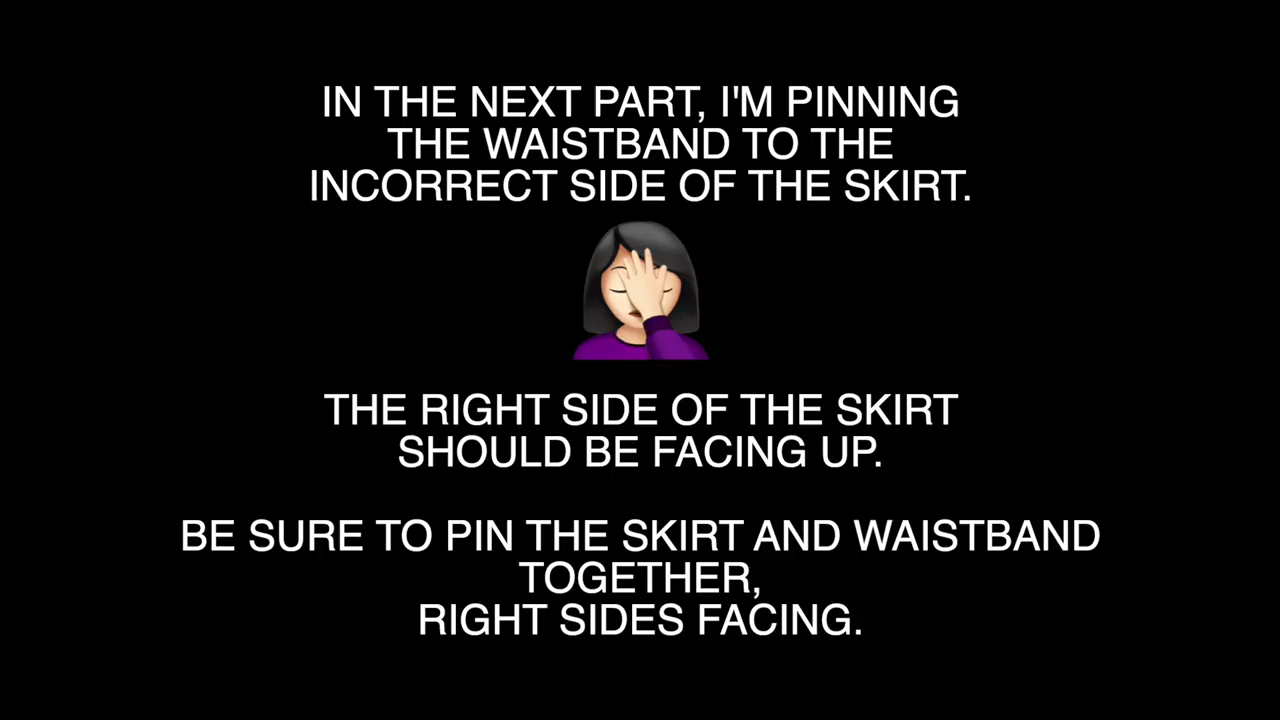 IN THE NEXT PART, I'M PINNING
THE WAISTBAND TO THE
INCORRECT SIDE OF THE SKIRT.
THE RIGHT SIDE OF THE SKIRT
SHOULD BE FACING UP.
BE SURE TO PIN THE SKIRT AND WAISTBAND
TOGETHER,
RIGHT SIDES FACING.